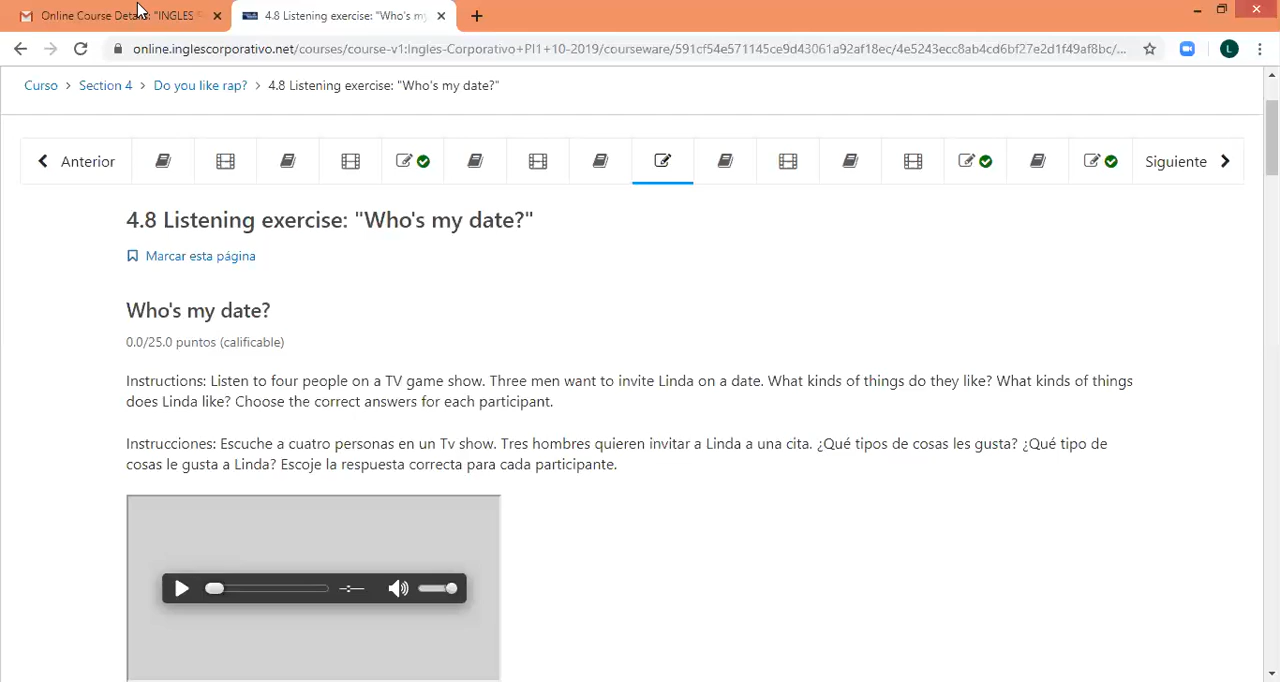 Online Course Deta "INGLES
4.8 Listening exercise: "Who's my
online.inglescorporativo.net/courses/course-v1:Ingles-Corporativo+PI1+10-2019/courseware/591cf54e571145ce9d43061a92af18ec/4e5243ecc8ab4cd6bf27e2d1f49af8bc/...
L
Curso > Section 4 > Do you like rap? > 4.8 Listening exercise: "Who's my date?"
Anterior
Siguiente
4.8 Listening exercise: "Who's my date?"
Marcar esta página
Who's my date?
0.0/25.0 puntos (calificable)
Instructions: Listen to four people on a TV game show. Three men want to invite Linda on a date. What kinds of things do they like? What kinds of things
does Linda like? Choose the correct answers for each participant.
Instrucciones: Escuche a cuatro personas en un Tv show. Tres hombres quieren invitar a Linda a una cita. ¿Qué tipos de cosas les gusta? ¿Qué tipo de
cosas le gusta a Linda? Escoje la respuesta correcta para cada participante.